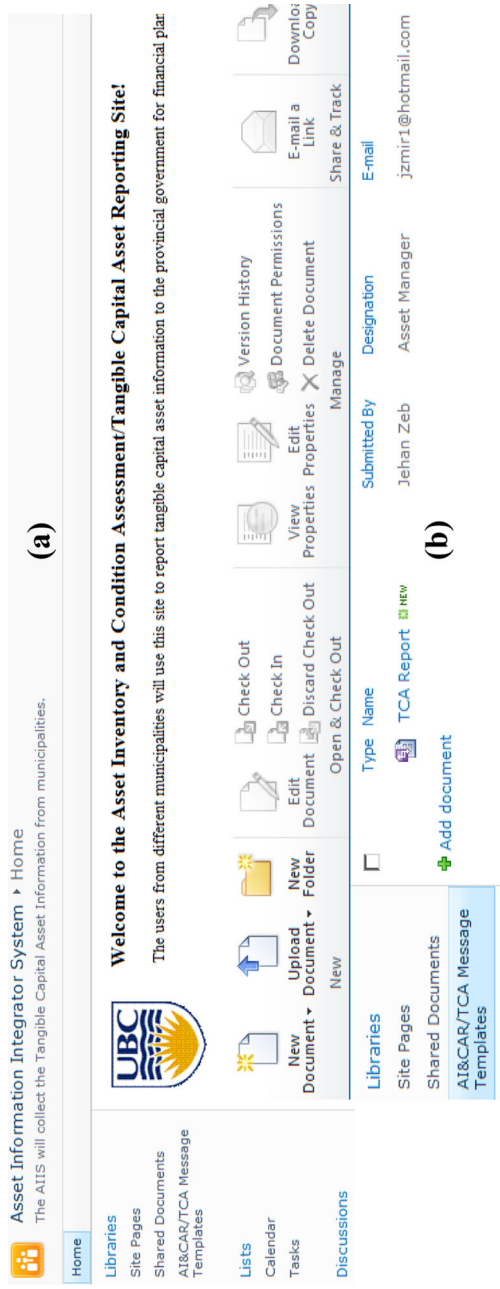 Asset Information Integrator System ▸ Home
The AIIS will collect the Tangible Capital Asset Information from municipalities.
(a)
Home
Libraries
Site Pages
Shared Documents
AI&CAR/TCA Message
Templates
Lists
Calendar
Tasks
Discussions
UBC
Welcome to the Asset Inventory and Condition Assessment/Tangible Capital Asset Reporting Site!
The users from different municipalities will use this site to report tangible capital asset information to the provincial government for financial plan
New
Document
Upload
Document
New
Folder
New
Edit
Document
Check Out
Check In
Discard Check Out
Open & Check Out
View
Properties
Edit
Properties
Version History
Document Permissions
Delete Document
Manage
E-mail a
Link
Downloa
Copy
Share & Track
Libraries
Site Pages
Shared Documents
AI&CAR/TCA Message
Templates
Type Name Submitted By Designation E-mail
TCA Report NEW Jehan Zeb Asset Manager jzmir1@hotmail.com
Add document
(b)